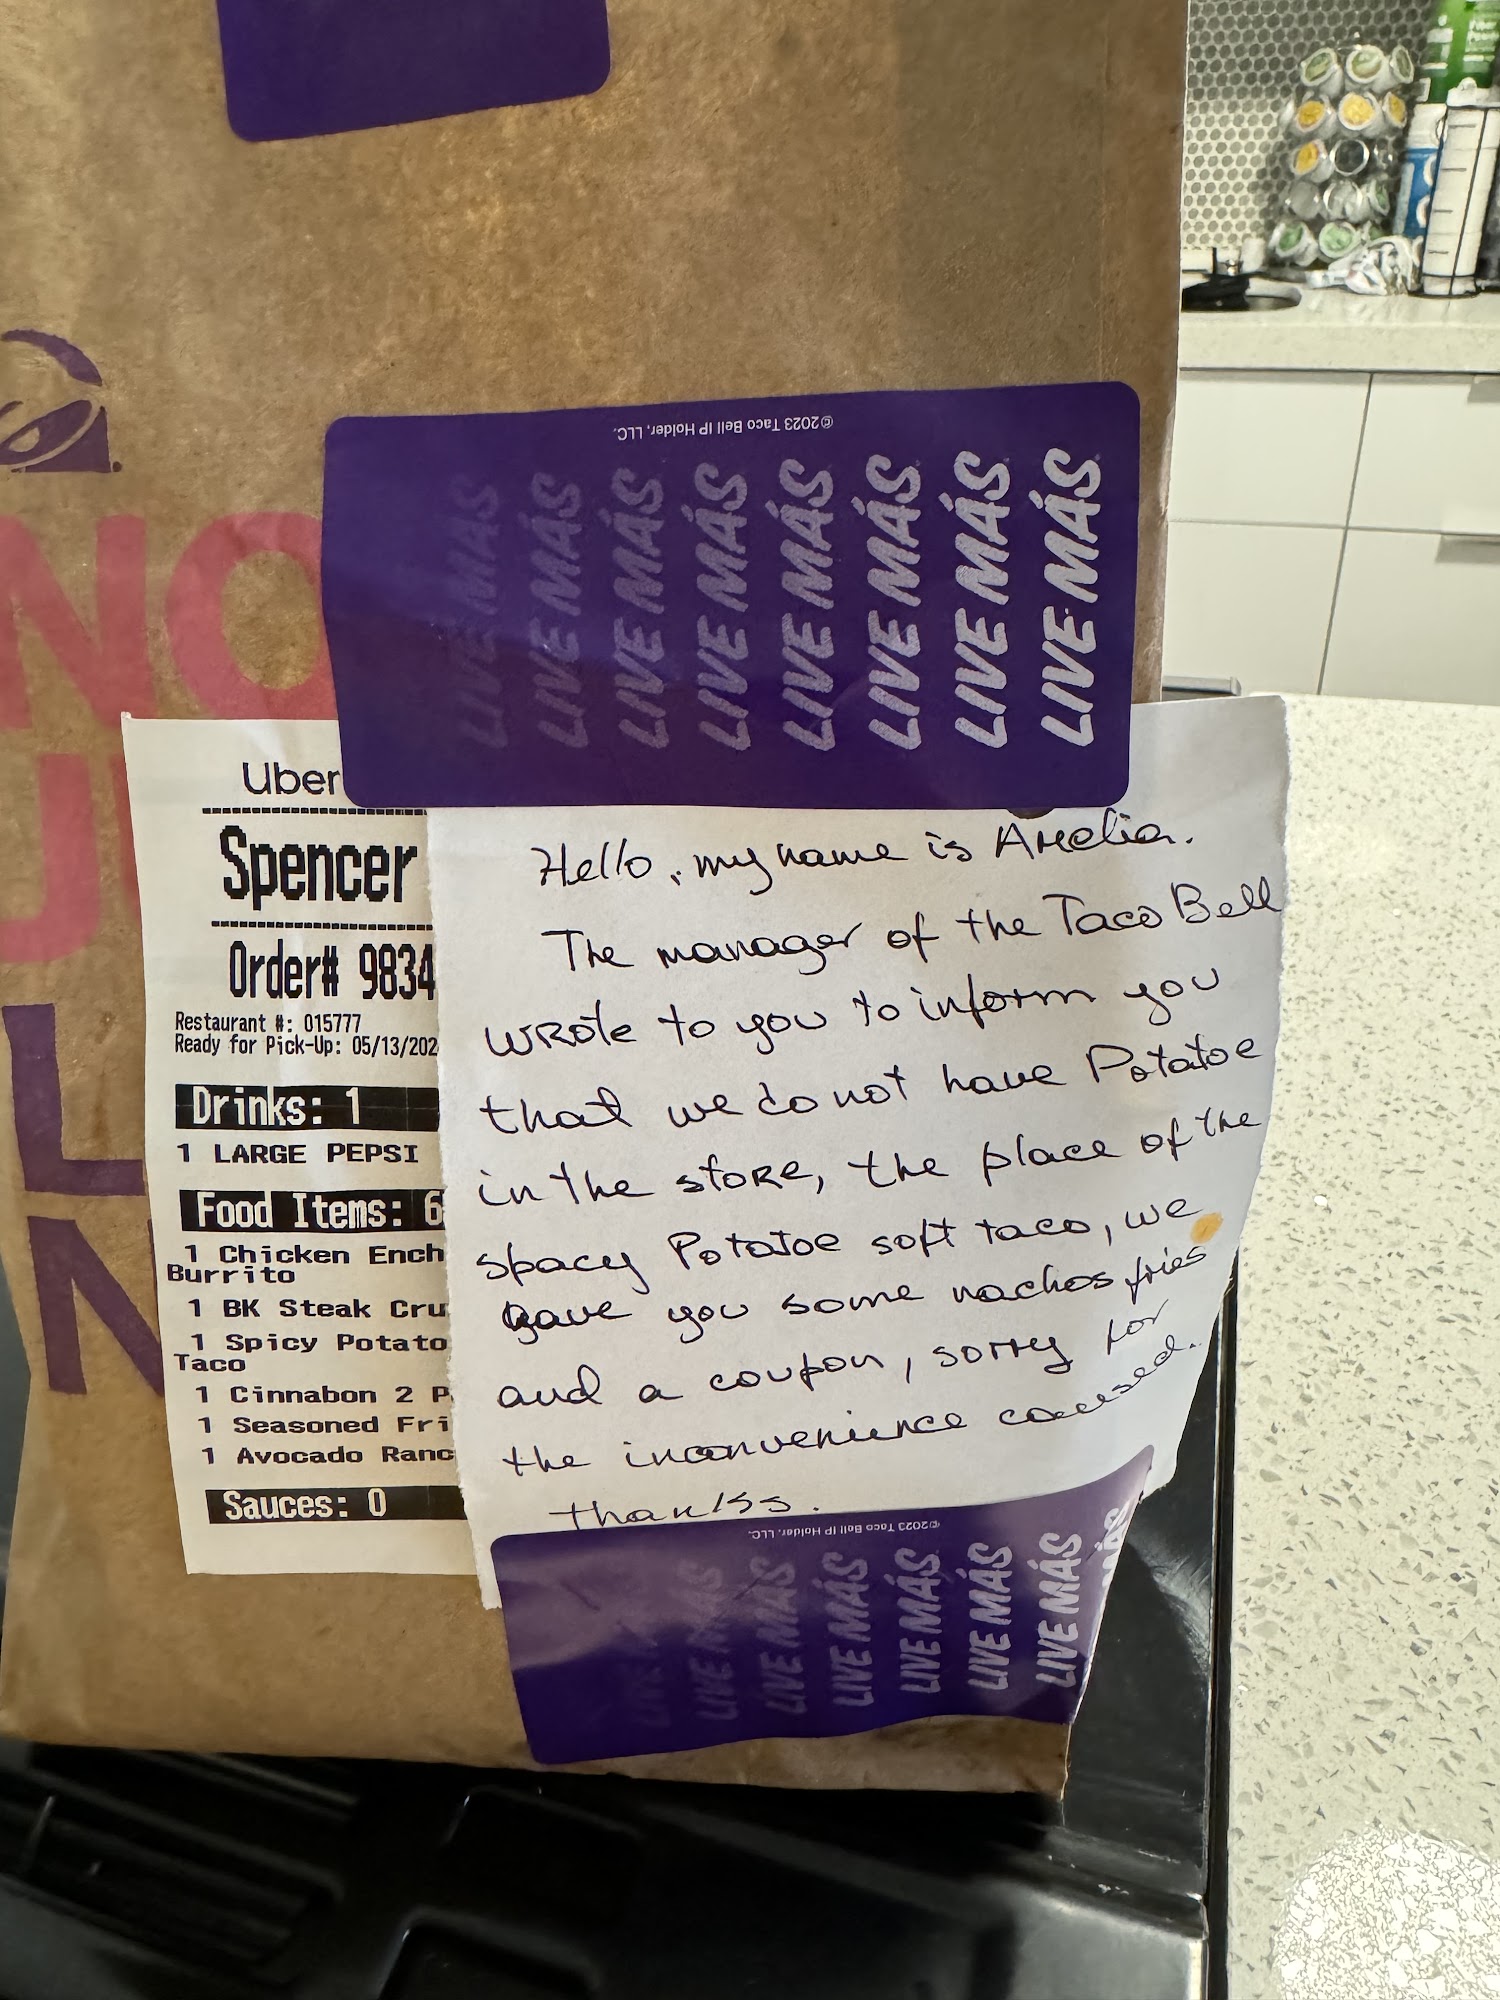 ©2023 Taco Bell IP Holder, LLC.
LIVE MÁS
LIVE MÁS
LIVE MÁS
LIVE MÁS
LIVE MÁS
LIVE MÁS
LIVE MÁS
LIVE MÁS
NO
L
N
Uber
Spencer
Order# 9834
Restaurant #: 015777
Ready for Pick-Up: 05/13/202
Drinks: 1
1 LARGE PEPSI
Food Items: 6
1 Chicken Ench
Burrito
1 BK Steak Cru
1 Spicy Potato
Taco
1 Cinnabon 2 P
1 Seasoned Fri
1 Avocado Ranc
Sauces: 0
Hello, my name is Amelia.
The manager of the Taco Bell
wrote to you to inform you
that we do not have Potatoe
in the store, the place of the
spacy Potatoe soft taco, we
gave you some nachos fries
and a coupon, sorry for
the inconvenience caused.
thanks.
©2023 Taco Bell IP Holder, LLC.
LIVE MÁS
LIVE MÁS
LIVE MÁS
LIVE MÁS
LIVE MÁS
LIVE MÁS
MÁS